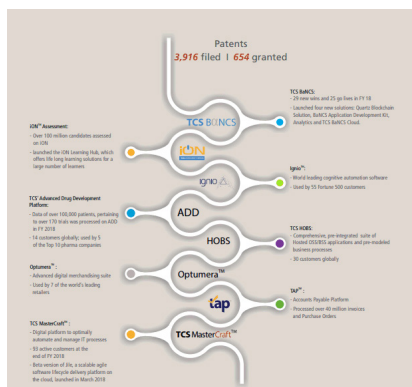 Patents
3,916 filed | 654 granted
TCS BaNCS:
- 29 new wins and 25 go lives in FY 18
- Launched four new solutions: Quartz Blockchain
Solution, BaNCS Application Development Kit,
Analytics and TCS BaNCS Cloud.
TCS BαNCS
iON™ Assessment:
- Over 100 million candidates assessed
on iON
- launched the iON Learning Hub, which
offers life long learning solutions for a
large number of learners
iON
Ignio™:
- World leading cognitive automation software
- Used by 55 Fortune 500 customers
ignio
TCS' Advanced Drug Development
Platform:
- Data of over 100,000 patients, pertaining
to over 170 trials was processed on ADD
in FY 2018
- 14 customers globally; used by 5
of the Top 10 pharma companies
ADD
TCS HOBS:
- Comprehensive, pre-integrated suite of
Hosted OSS/BSS applications and pre-modeled
business processes
- 30 customers globally
HOBS
Optumera™:
- Advanced digital merchandising suite
- Used by 7 of the world's leading
retailers
Optumera™
TAP™:
- Accounts Payable Platform
- Processed over 40 million invoices
and Purchase Orders
tap
TCS MasterCraft™:
- Digital platform to optimally
automate and manage IT processes
- 93 active customers at the
end of FY 2018
- Beta version of Jile, a scalable agile
software lifecycle delivery platform on
the cloud, launched in March 2018
TCS MasterCraft™